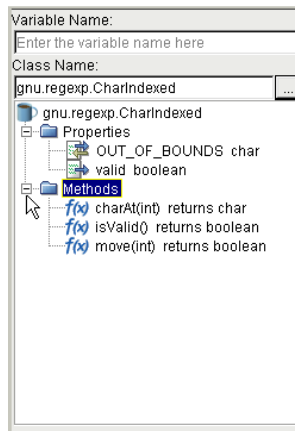 Variable Name:
Enter the variable name here
Class Name:
gnu.regexp.CharIndexed ...
gnu.regexp.CharIndexed
Properties
OUT_OF_BOUNDS char
valid boolean
Methods
f(x) charAt(int) returns char
f(x) isValid() returns boolean
f(x) move(int) returns boolean